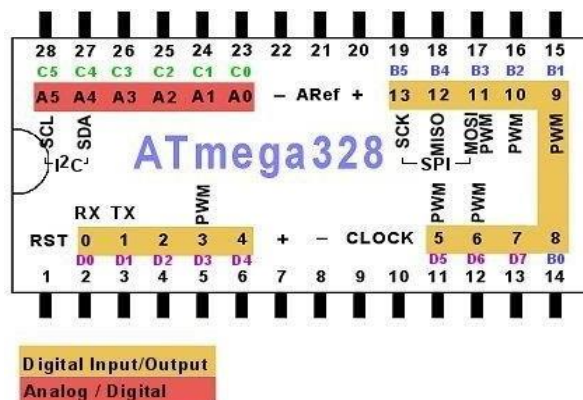 28 27 26 25 24 23 22 21 20 19 18 17 16 15
C5 C4 C3 C2 C1 C0 B5 B4 B3 B2 B1
A5 A4 A3 A2 A1 A0 – ARef + 13 12 11 10 9
SCL SDA SCK MISO MOSI PWM PWM PWM
I²C ATmega328 SPI
RX TX PWM PWM PWM
RST 0 1 2 3 4 + – CLOCK 5 6 7 8
D0 D1 D2 D3 D4 D5 D6 D7 B0
1 2 3 4 5 6 7 8 9 10 11 12 13 14
Digital Input/Output
Analog / Digital